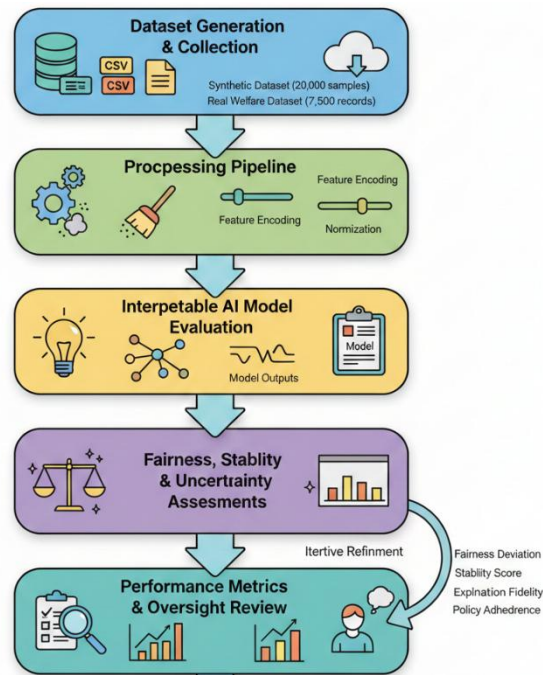 Dataset Generation
& Collection
CSV
CSV
Synthetic Dataset (20,000 samples)
Real Welfare Dataset (7,500 records)
Procpessing Pipeline
Feature Encoding
Feature Encoding
Normization
Interpetable AI Model
Evaluation
Model Outputs
Model
Fairness, Stablity
& Uncertrainty
Assesments
Itertive Refinment
Fairness Deviation
Stablity Score
Explnation Fidelity
Policy Adhedrence
Performance Metrics
& Oversight Review